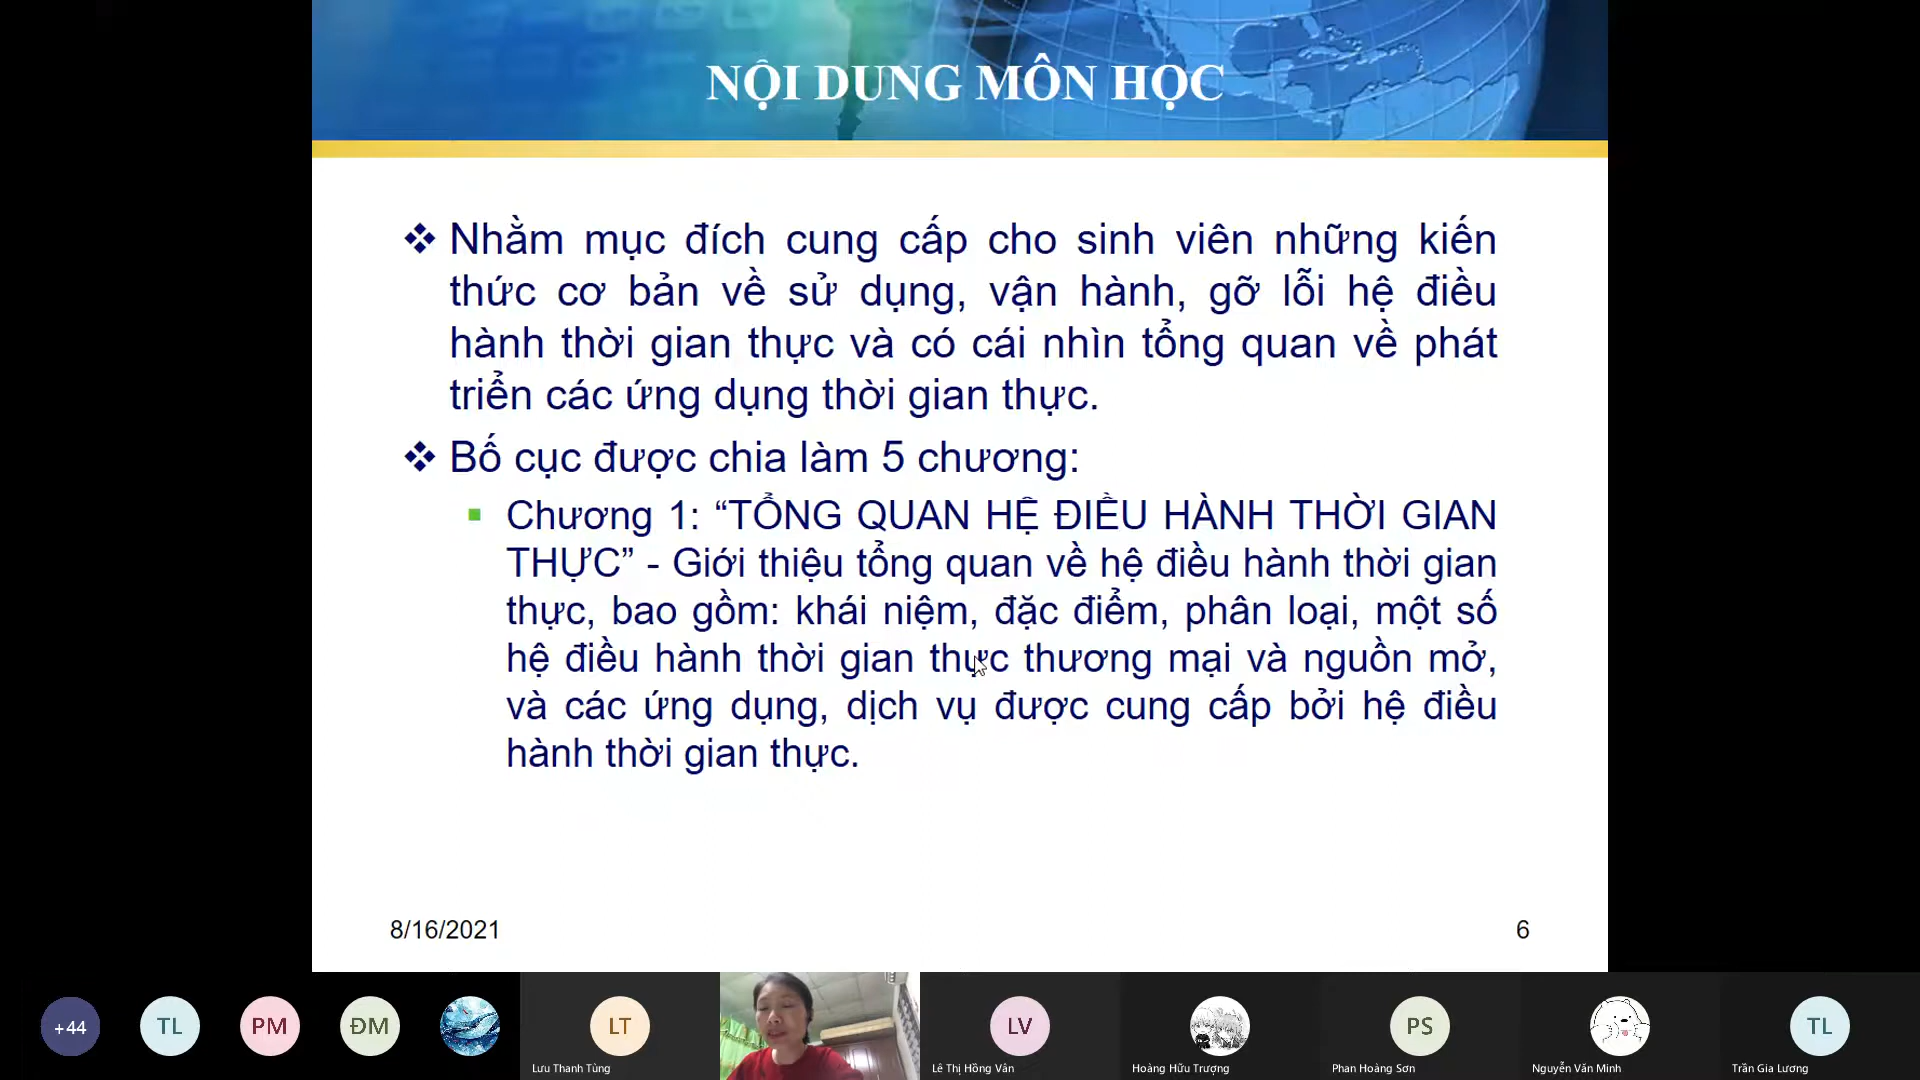 NỘI DUNG MÔN HỌC
❖ Nhằm mục đích cung cấp cho sinh viên những kiến
thức cơ bản về sử dụng, vận hành, gỡ lỗi hệ điều
hành thời gian thực và có cái nhìn tổng quan về phát
triển các ứng dụng thời gian thực.
❖ Bố cục được chia làm 5 chương:
▪ Chương 1: “TỔNG QUAN HỆ ĐIỀU HÀNH THỜI GIAN
THỰC” - Giới thiệu tổng quan về hệ điều hành thời gian
thực, bao gồm: khái niệm, đặc điểm, phân loại, một số
hệ điều hành thời gian thực thương mại và nguồn mở,
và các ứng dụng, dịch vụ được cung cấp bởi hệ điều
hành thời gian thực.
8/16/2021 6
+44 TL PM ĐM LT LV PS TL
Lưu Thanh Tùng Lê Thị Hồng Vân Hoàng Hữu Trượng Phan Hoàng Sơn Nguyễn Văn Minh Trần Gia Lương